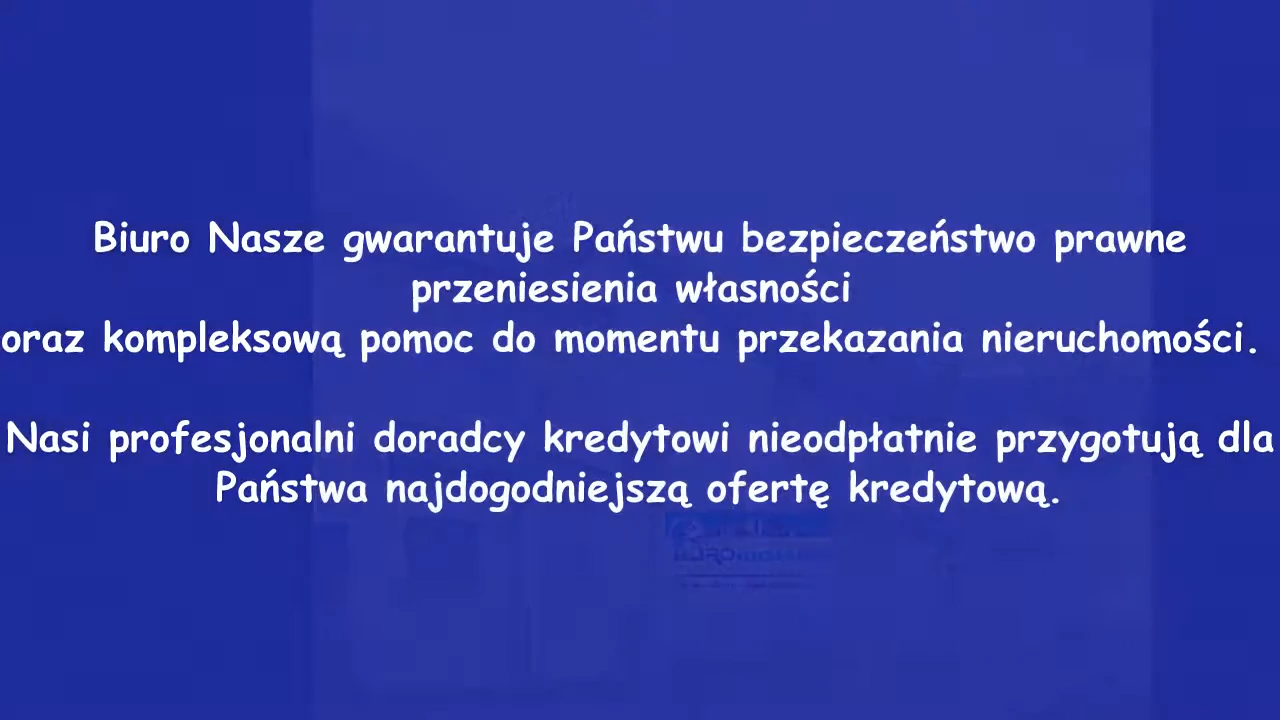 Biuro Nasze gwarantuje Państwu bezpieczeństwo prawne
przeniesienia własności
oraz kompleksową pomoc do momentu przekazania nieruchomości.
Nasi profesjonalni doradcy kredytowi nieodpłatnie przygotują dla
Państwa najdogodniejszą ofertę kredytową.